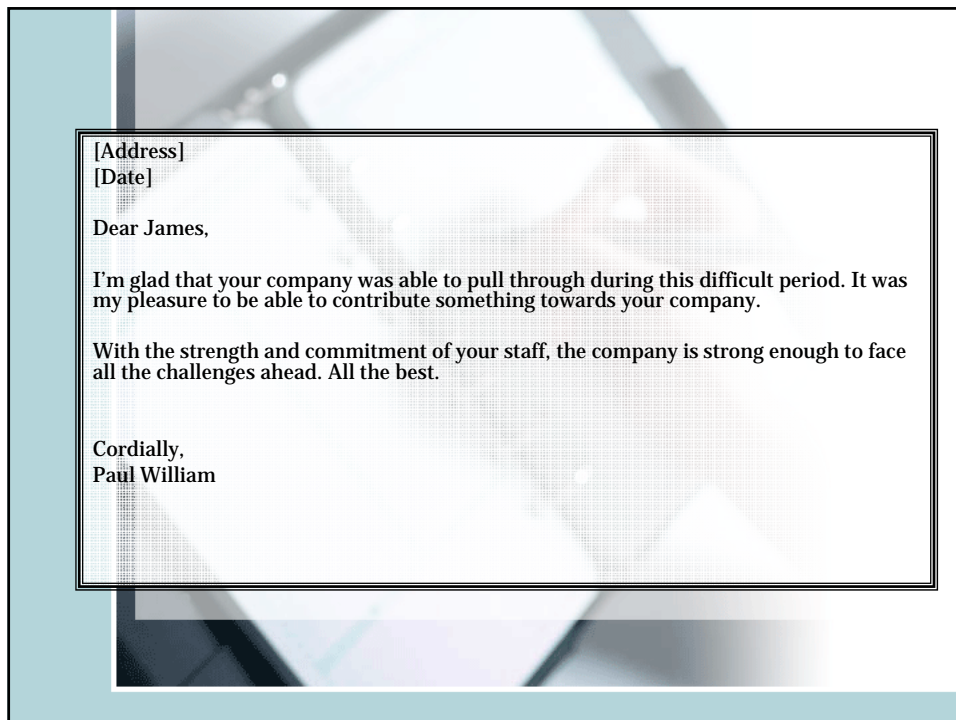 [Address]
[Date]
Dear James,
I’m glad that your company was able to pull through during this difficult period. It was
my pleasure to be able to contribute something towards your company.
With the strength and commitment of your staff, the company is strong enough to face
all the challenges ahead. All the best.
Cordially,
Paul William